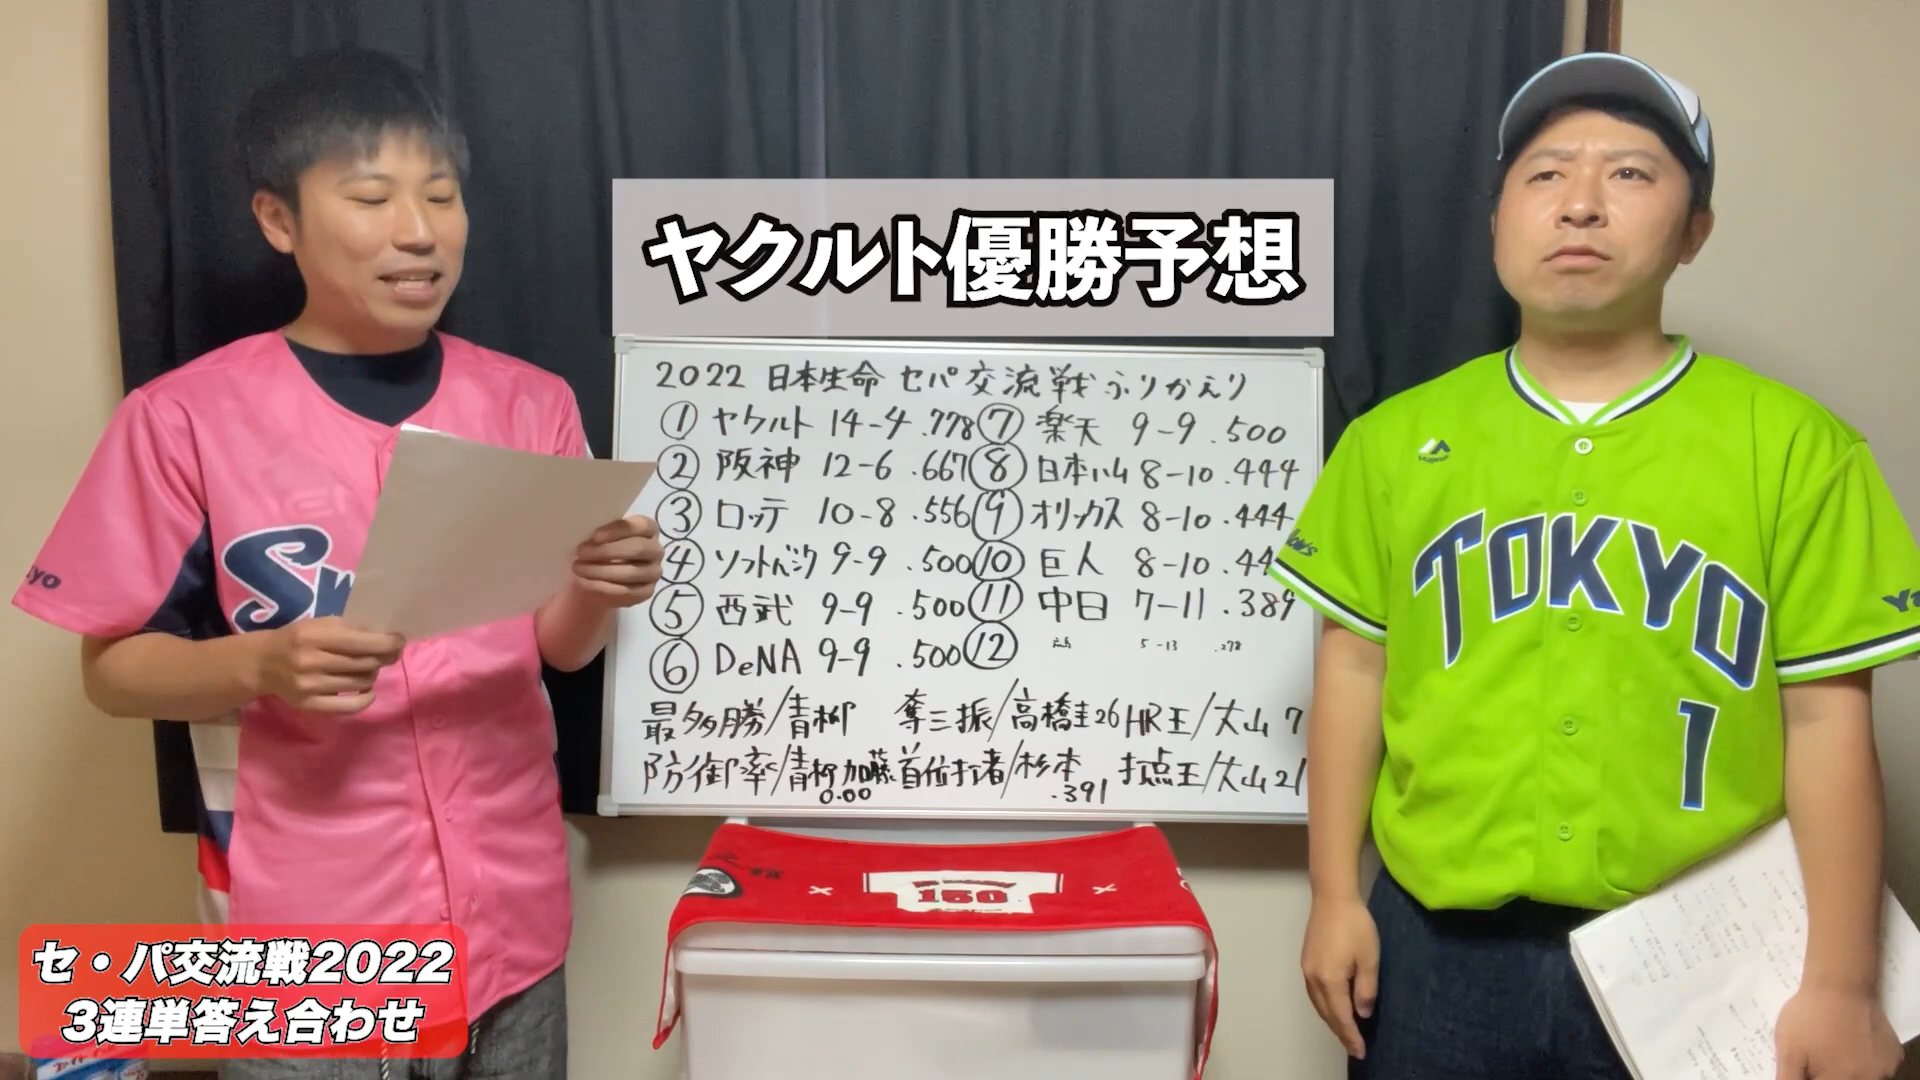 ヤクルト優勝予想
2022 日本生命 セパ交流戦ふりかえり
① ヤクルト 14-4 .778 ⑦ 楽天 9-9 .500
② 阪神 12-6 .667 ⑧ 日本ハム 8-10 .444
③ ロッテ 10-8 .556 ⑨ オリックス 8-10 .444
④ ソフトバンク 9-9 .500 ⑩ 巨人 8-10 .44
⑤ 西武 9-9 .500 ⑪ 中日 7-11 .389
⑥ DeNA 9-9 .500 ⑫ 5-13 .278
最多勝/青柳 奪三振/高橋圭26 HR王/大山 7
防御率/青柳 加藤 首位打者/杉本 打点王/大山 21
0.00 .391
TOKYO
1
150
セ・パ交流戦2022
3連単答え合わせ